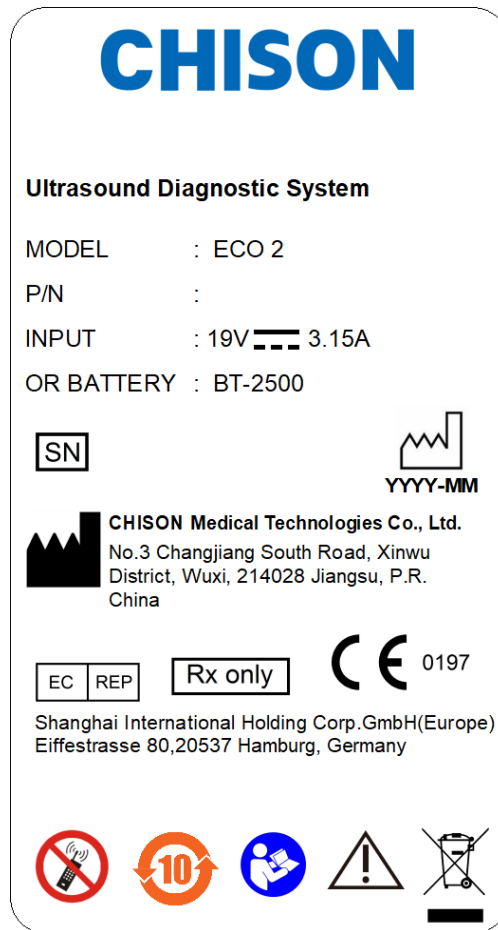 CHISON
Ultrasound Diagnostic System
MODEL : ECO 2
P/N :
INPUT : 19V 3.15A
OR BATTERY : BT-2500
SN
YYYY-MM
CHISON Medical Technologies Co., Ltd.
No.3 Changjiang South Road, Xinwu
District, Wuxi, 214028 Jiangsu, P.R.
China
EC REP
Rx only
CE 0197
Shanghai International Holding Corp.GmbH(Europe)
Eiffestrasse 80,20537 Hamburg, Germany
10